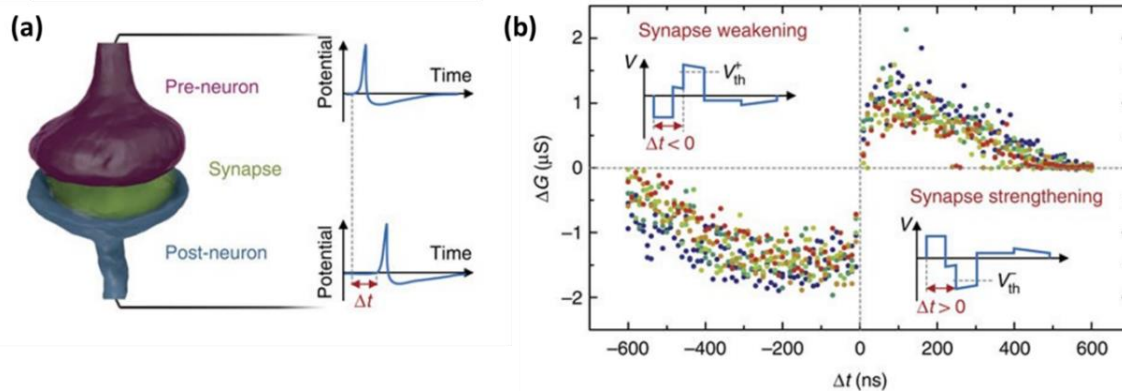 (a)
Pre-neuron
Synapse
Post-neuron
Potential
Time
Potential
Time
Δt
(b)
ΔG (μS)
2
1
0
−1
−2
Synapse weakening
V
V⁺th
Δt < 0
Synapse strengthening
V
V⁻th
Δt > 0
−600 −400 −200 0 200 400 600
Δt (ns)